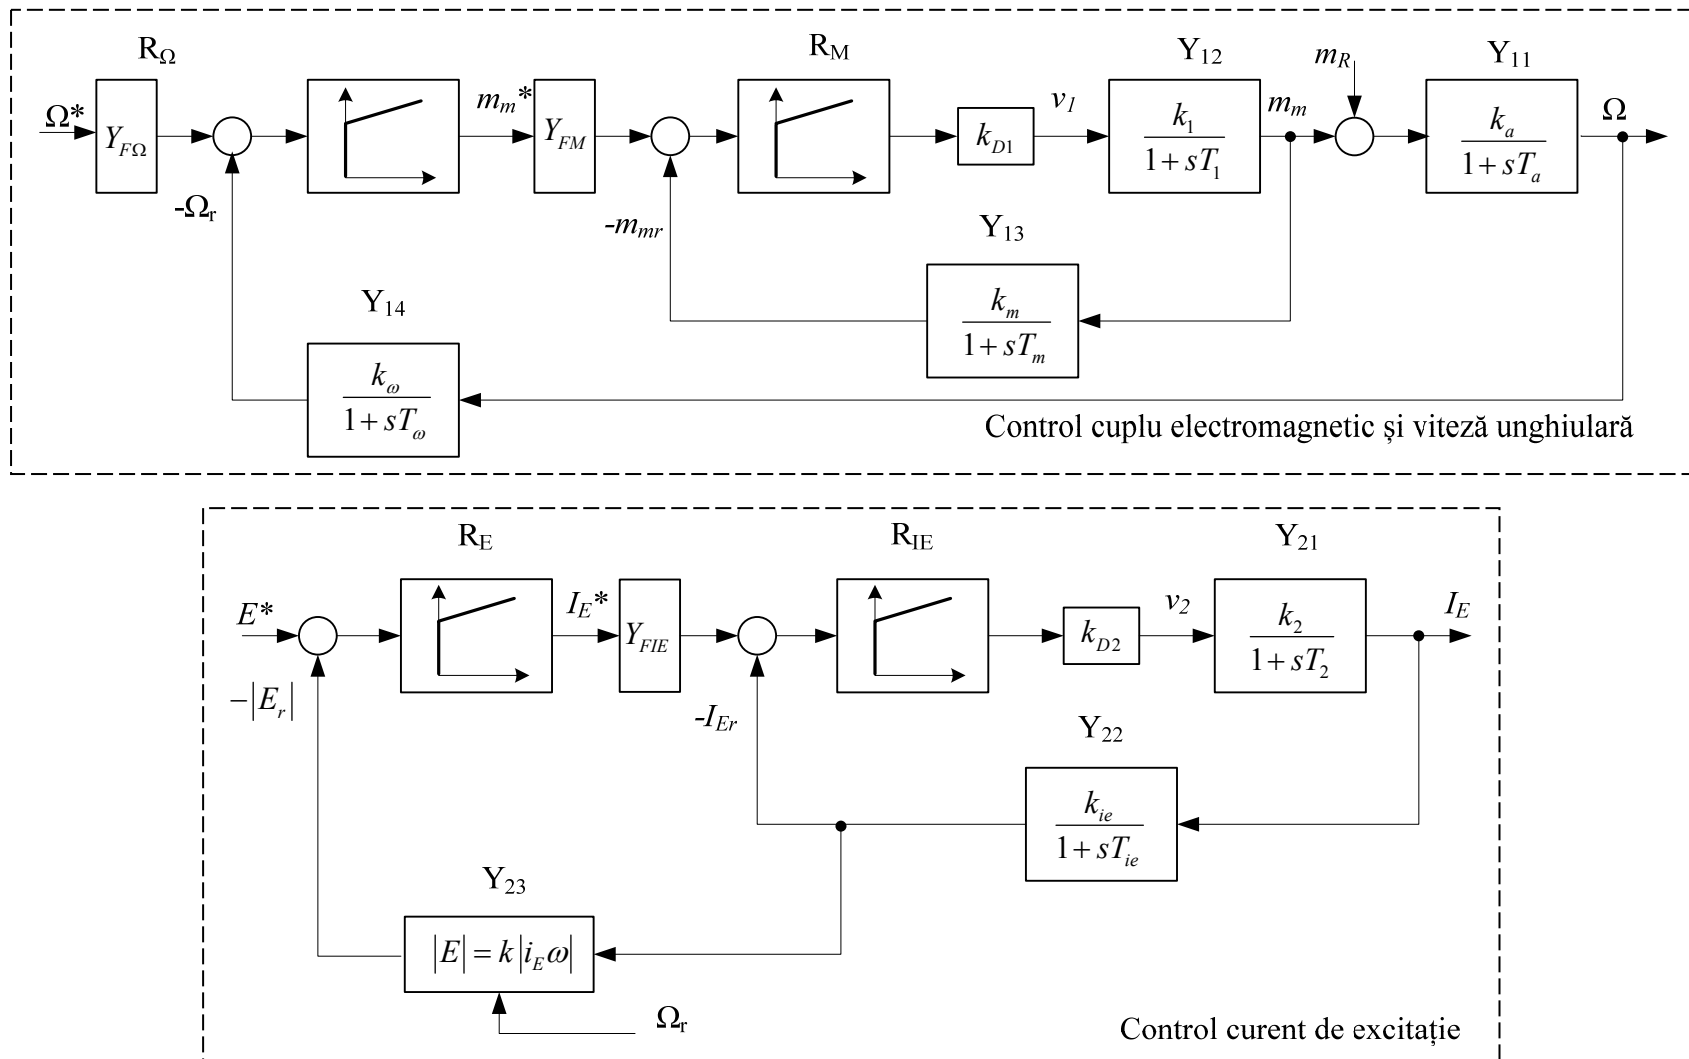 R_Ω
R_M
Y_12
m_R
Y_11
Ω*
Y_FΩ
m_m*
Y_FM
k_D1
v_1
k_1 / (1 + sT_1)
m_m
k_a / (1 + sT_a)
Ω
-Ω_r
-m_mr
Y_13
k_m / (1 + sT_m)
Y_14
k_ω / (1 + sT_ω)
Control cuplu electromagnetic și viteză unghiulară
R_E
R_IE
Y_21
E*
I_E*
Y_FIE
k_D2
v_2
k_2 / (1 + sT_2)
I_E
−|E_r|
-I_Er
Y_22
k_ie / (1 + sT_ie)
Y_23
|E| = k|i_E ω|
Ω_r
Control curent de excitație